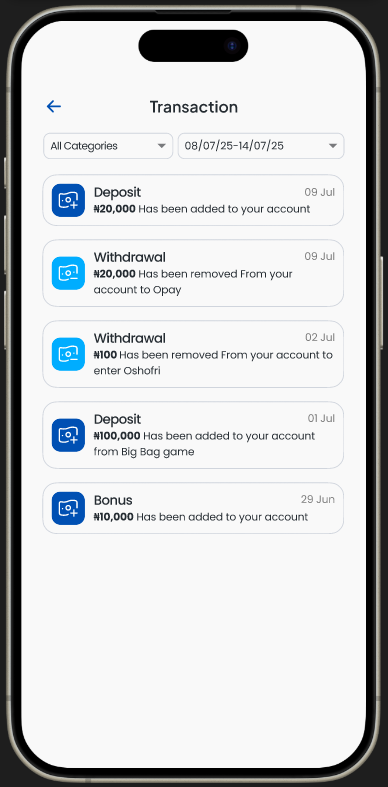 Transaction
All Categories
08/07/25-14/07/25
Deposit
09 Jul
₦20,000 Has been added to your account
Withdrawal
09 Jul
₦20,000 Has been removed From your
account to Opay
Withdrawal
02 Jul
₦100 Has been removed From your account to
enter Oshofri
Deposit
01 Jul
₦100,000 Has been added to your account
from Big Bag game
Bonus
29 Jun
₦10,000 Has been added to your account